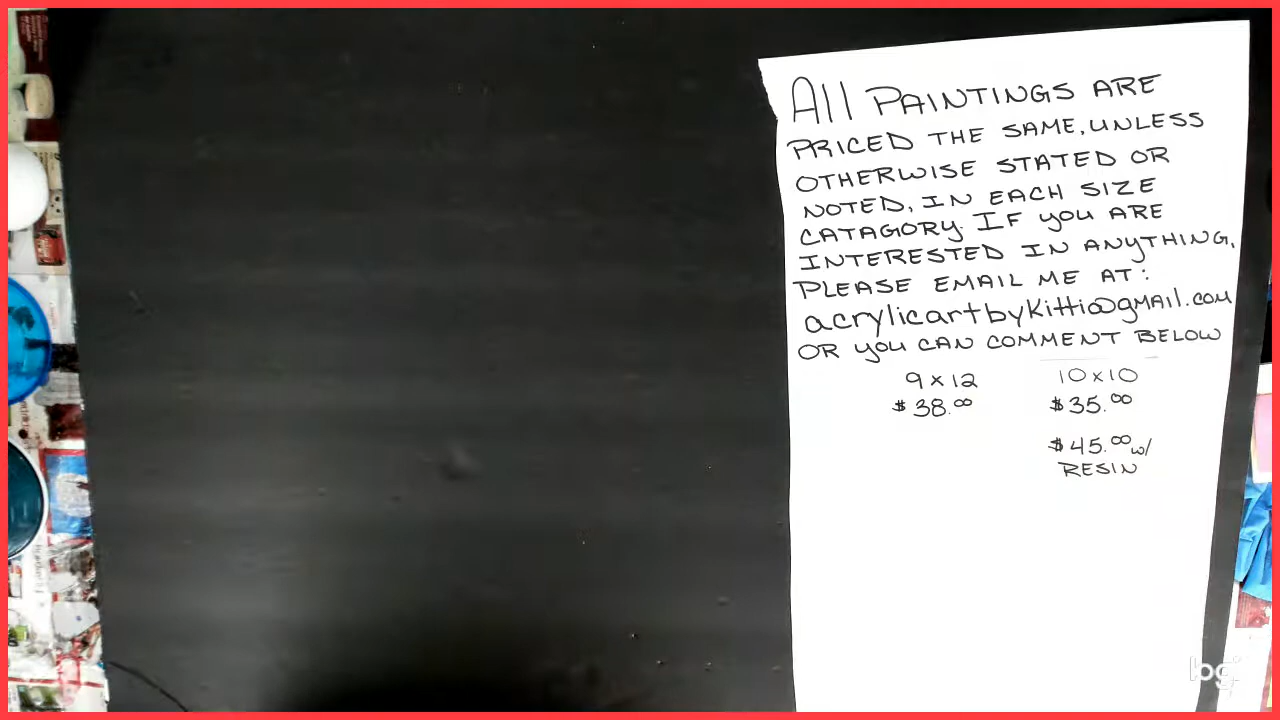 All PAINTINGS ARE
PRICED THE SAME, UNLESS
OTHERWISE STATED OR
NOTED, IN EACH SIZE
CATAGORY. IF YOU ARE
INTERESTED IN ANYTHING,
PLEASE EMAIL ME AT:
acrylicartbykitti@gmail.com
OR YOU CAN COMMENT BELOW
9 x 12 10 x 10
$38.00 $35.00
$45.00 w/
RESIN
bg